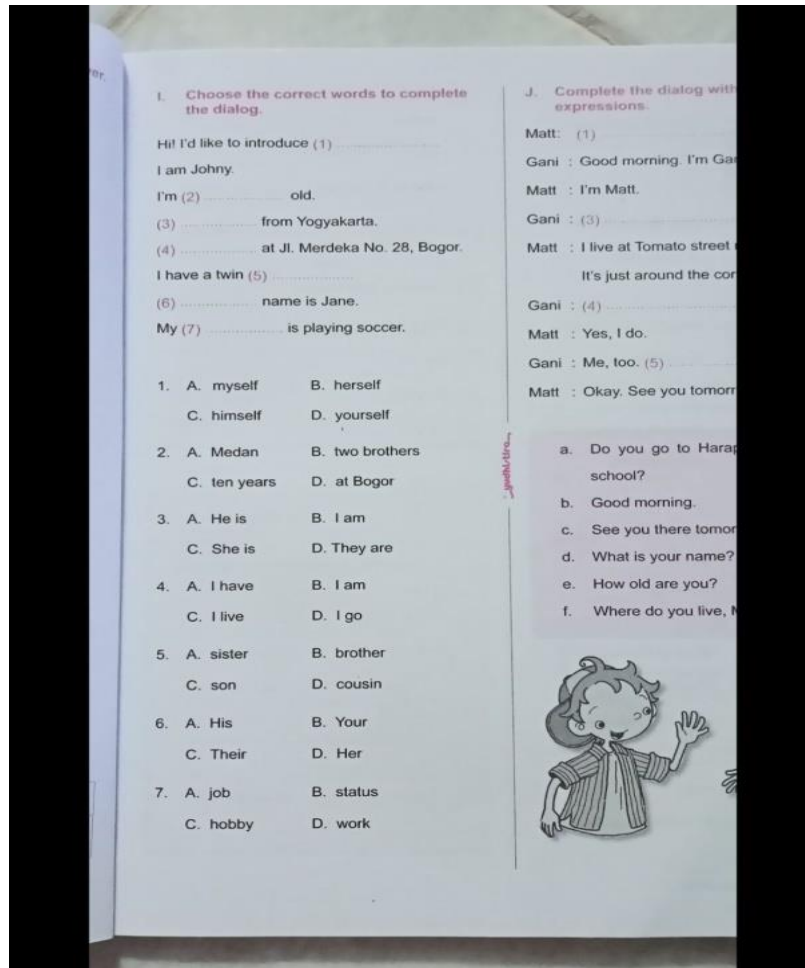 er.
I. Choose the correct words to complete
the dialog.
Hi! I'd like to introduce (1) ....................
I am Johny.
I'm (2) ................ old.
(3) ................ from Yogyakarta.
(4) ................ at Jl. Merdeka No. 28, Bogor.
I have a twin (5) ................
(6) ................ name is Jane.
My (7) ................ is playing soccer.
1. A. myself B. herself
C. himself D. yourself
2. A. Medan B. two brothers
C. ten years D. at Bogor
3. A. He is B. I am
C. She is D. They are
4. A. I have B. I am
C. I live D. I go
5. A. sister B. brother
C. son D. cousin
6. A. His B. Your
C. Their D. Her
7. A. job B. status
C. hobby D. work
yudhistira
J. Complete the dialog with
expressions.
Matt: (1) ....................
Gani : Good morning. I'm Ga
Matt : I'm Matt.
Gani : (3) ....................
Matt : I live at Tomato street
It's just around the cor
Gani : (4) ....................
Matt : Yes, I do.
Gani : Me, too. (5) ............
Matt : Okay. See you tomorr
a. Do you go to Harap
school?
b. Good morning.
c. See you there tomor
d. What is your name?
e. How old are you?
f. Where do you live,